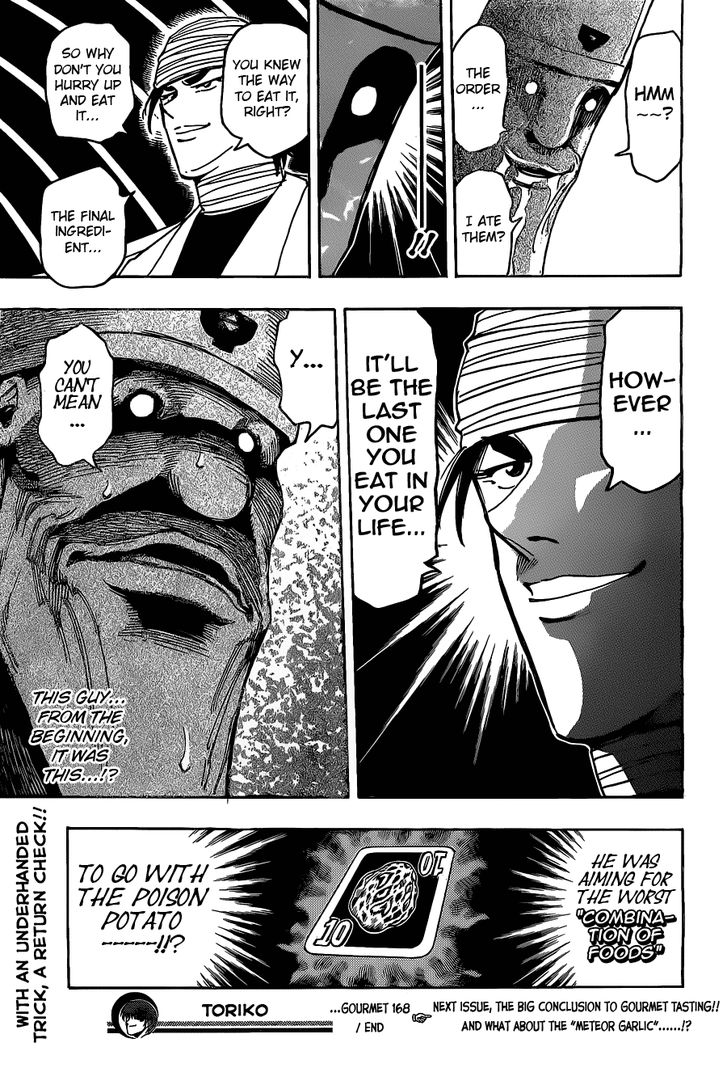 HMM
~~?
THE
ORDER
...
I ATE
THEM?
!!
YOU KNEW
THE WAY
TO EAT IT,
RIGHT?
SO WHY
DON'T YOU
HURRY UP
AND EAT
IT...
THE FINAL
INGREDI-
ENT...
HOW-
EVER
...
IT'LL
BE THE
LAST
ONE
YOU
EAT IN
YOUR
LIFE...
Y...
YOU
CAN'T
MEAN
...
THIS GUY...
FROM THE
BEGINNING,
IT WAS
THIS...!?
HE WAS
AIMING FOR
THE WORST
"COMBINA-
TION OF
FOODS"
10
10
TO GO WITH
THE POISON
POTATO
-----!!?
WITH AN UNDERHANDED
TRICK, A RETURN CHECK!!
TORIKO
...GOURMET 168
/ END
☞ NEXT ISSUE, THE BIG CONCLUSION TO GOURMET TASTING!!
AND WHAT ABOUT THE "METEOR GARLIC"......!?